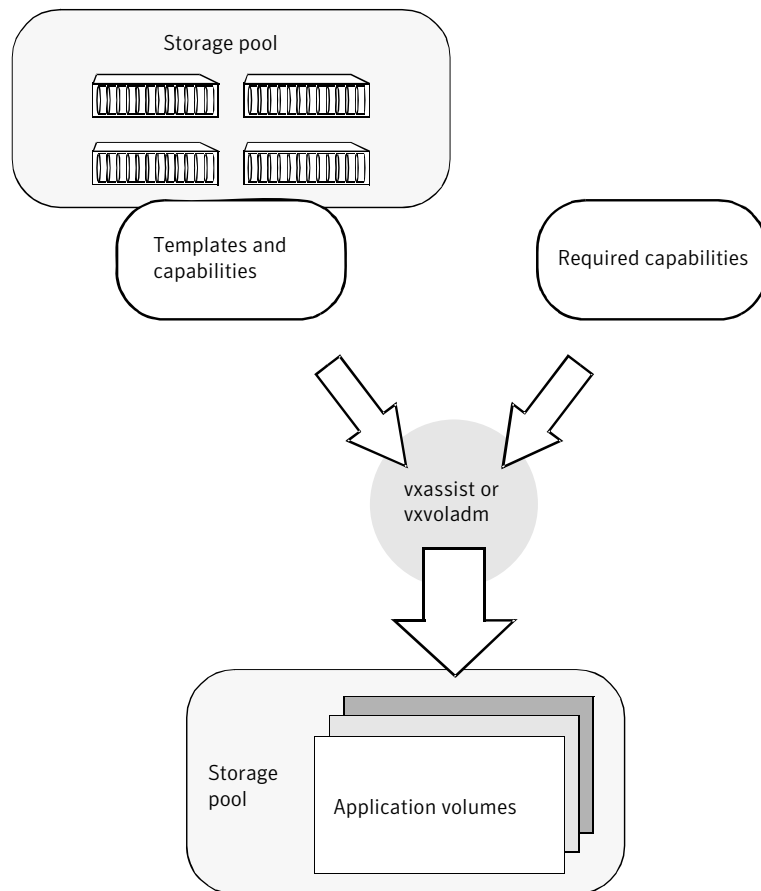 Storage pool
Templates and
capabilities
Required capabilities
vxassist or
vxvoladm
Storage
pool
Application volumes